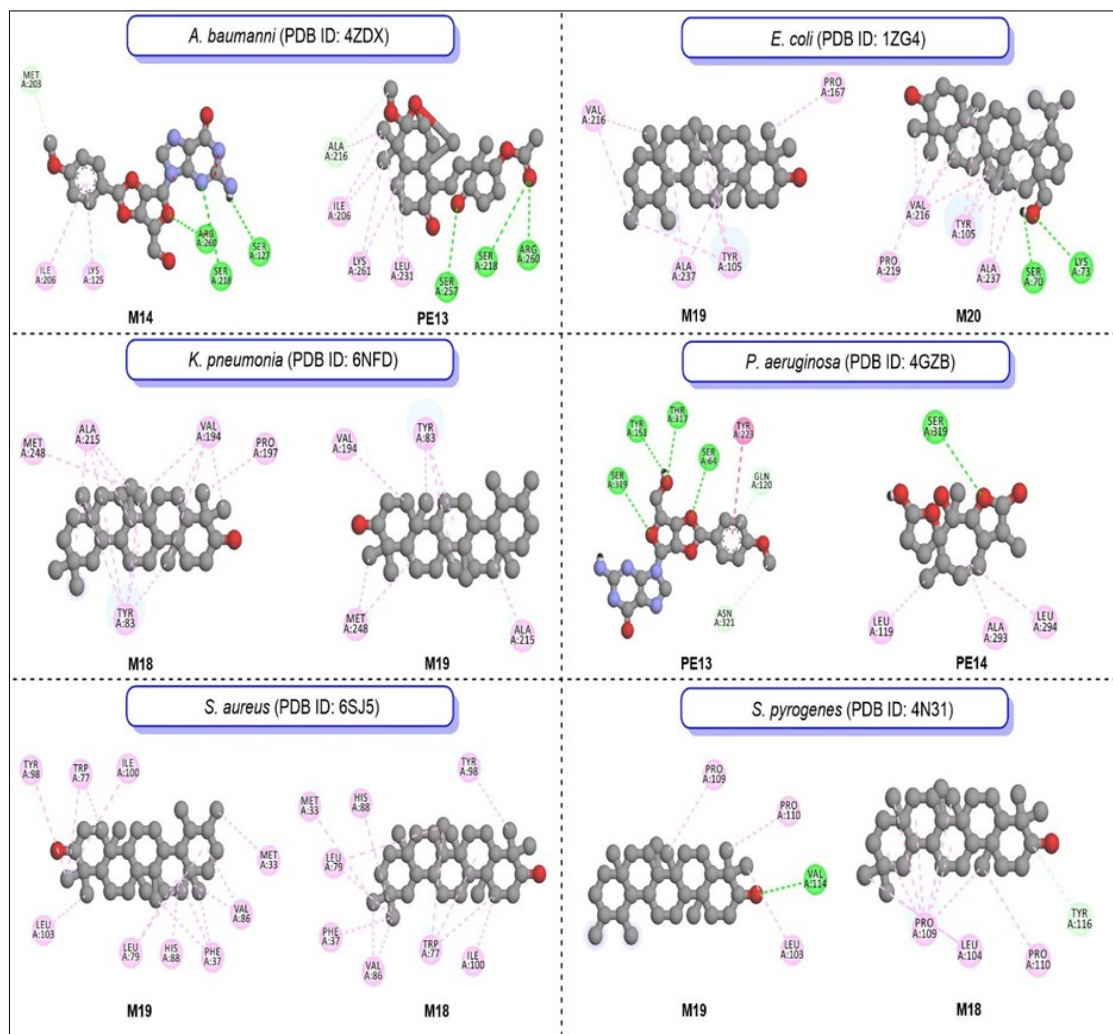 A. baumanni (PDB ID: 4ZDX)
MET
A:203
ILE
A:206
LYS
A:125
ARG
A:260
SER
A:218
SER
A:127
M14
ALA
A:216
ILE
A:206
LYS
A:261
LEU
A:231
SER
A:257
SER
A:218
ARG
A:260
PE13
E. coli (PDB ID: 1ZG4)
VAL
A:216
PRO
A:167
ALA
A:237
TYR
A:105
M19
VAL
A:216
TYR
A:105
PRO
A:219
ALA
A:237
SER
A:70
LYS
A:73
M20
K. pneumonia (PDB ID: 6NFD)
MET
A:248
ALA
A:215
VAL
A:194
PRO
A:197
TYR
A:83
M18
VAL
A:194
TYR
A:83
MET
A:248
ALA
A:215
M19
P. aeruginosa (PDB ID: 4GZB)
TYR
A:151
THR
A:317
SER
A:319
SER
A:64
TYR
A:223
GLN
A:120
ASN
A:321
PE13
SER
A:319
LEU
A:119
ALA
A:293
LEU
A:294
PE14
S. aureus (PDB ID: 6SJ5)
TYR
A:98
TRP
A:77
ILE
A:100
MET
A:33
VAL
A:86
LEU
A:103
LEU
A:79
HIS
A:88
PHE
A:37
M19
MET
A:33
HIS
A:88
TYR
A:98
LEU
A:79
PHE
A:37
VAL
A:86
TRP
A:77
ILE
A:100
M18
S. pyrogenes (PDB ID: 4N31)
PRO
A:109
PRO
A:110
VAL
A:114
LEU
A:103
M19
PRO
A:109
LEU
A:104
PRO
A:110
TYR
A:116
M18